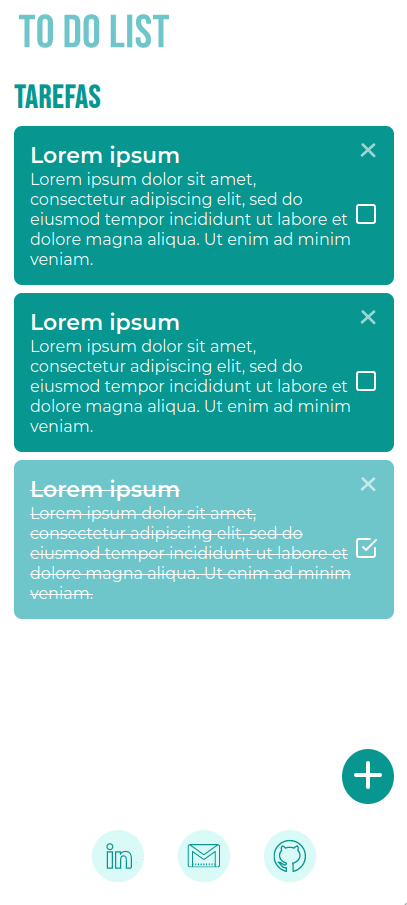 TO DO LIST
TAREFAS
Lorem ipsum
Lorem ipsum dolor sit amet,
consectetur adipiscing elit, sed do
eiusmod tempor incididunt ut labore et
dolore magna aliqua. Ut enim ad minim
veniam.
Lorem ipsum
Lorem ipsum dolor sit amet,
consectetur adipiscing elit, sed do
eiusmod tempor incididunt ut labore et
dolore magna aliqua. Ut enim ad minim
veniam.
Lorem ipsum
Lorem ipsum dolor sit amet,
consectetur adipiscing elit, sed do
eiusmod tempor incididunt ut labore et
dolore magna aliqua. Ut enim ad minim
veniam.
in